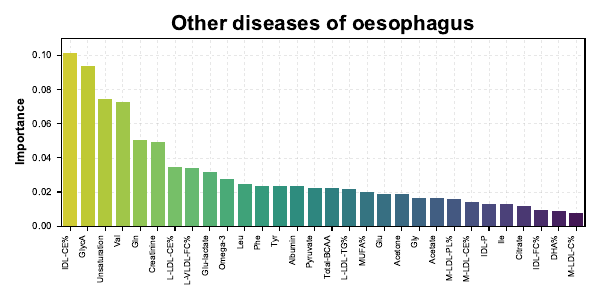 Other diseases of oesophagus
Importance
0.10
0.08
0.06
0.04
0.02
0.00
IDL-CE%
GlycA
Unsaturation
Val
Gln
Creatinine
L-LDL-CE%
L-VLDL-FC%
Glu-lactate
Omega-3
Leu
Phe
Tyr
Albumin
Pyruvate
Total-BCAA
L-LDL-TG%
MUFA%
Glu
Acetone
Gly
Acetate
M-LDL-PL%
M-LDL-CE%
IDL-P
Ile
Citrate
IDL-FC%
DHA%
M-LDL-C%